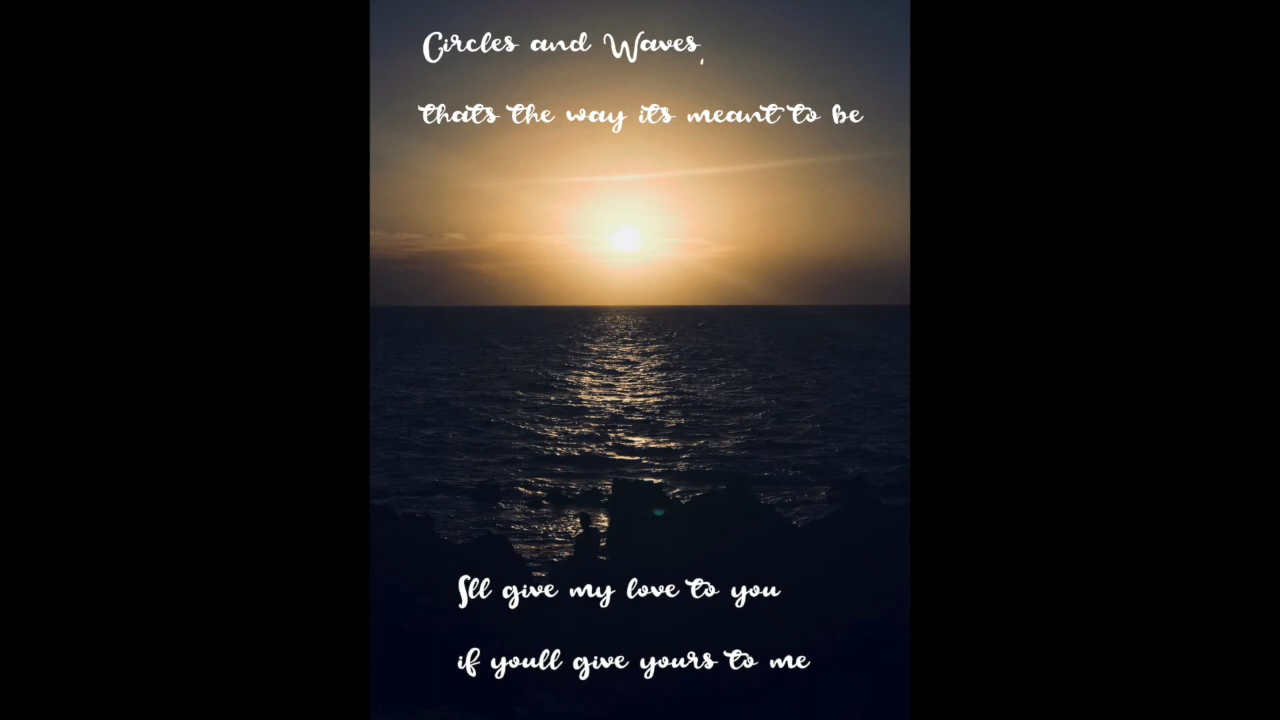 Circles and Waves,
thats the way its meant to be
Ill give my love to you
if youll give yours to me